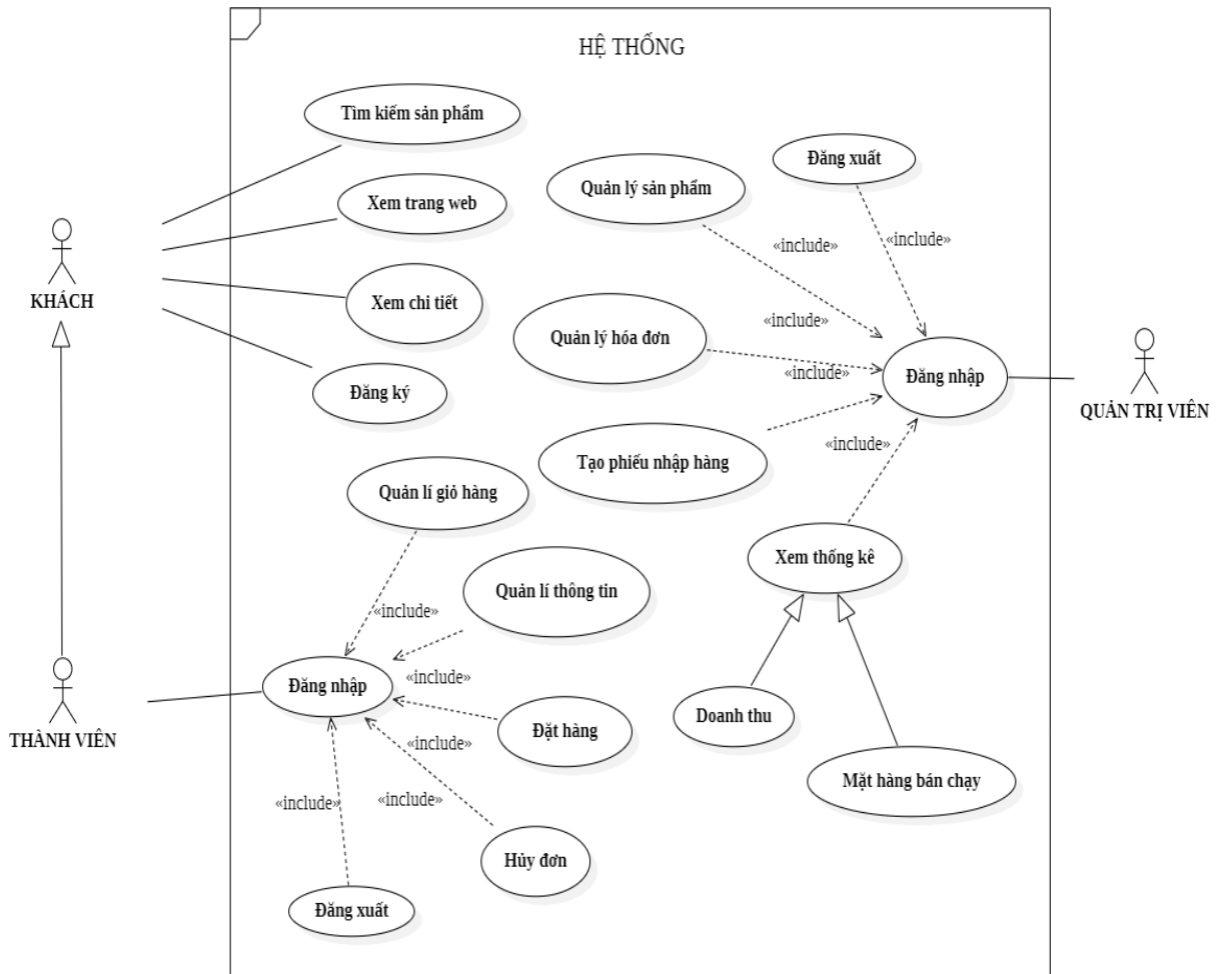 HỆ THỐNG
Tìm kiếm sản phẩm
Đăng xuất
Quản lý sản phẩm
Xem trang web
«include»
«include»
KHÁCH
Xem chi tiết
«include»
Quản lý hóa đơn
«include»
Đăng nhập
QUẢN TRỊ VIÊN
Đăng ký
«include»
Tạo phiếu nhập hàng
Quản lí giỏ hàng
Xem thống kê
Quản lí thông tin
«include»
Đăng nhập
«include»
THÀNH VIÊN
Đặt hàng
Doanh thu
«include»
Mặt hàng bán chạy
«include»
«include»
Hủy đơn
Đăng xuất